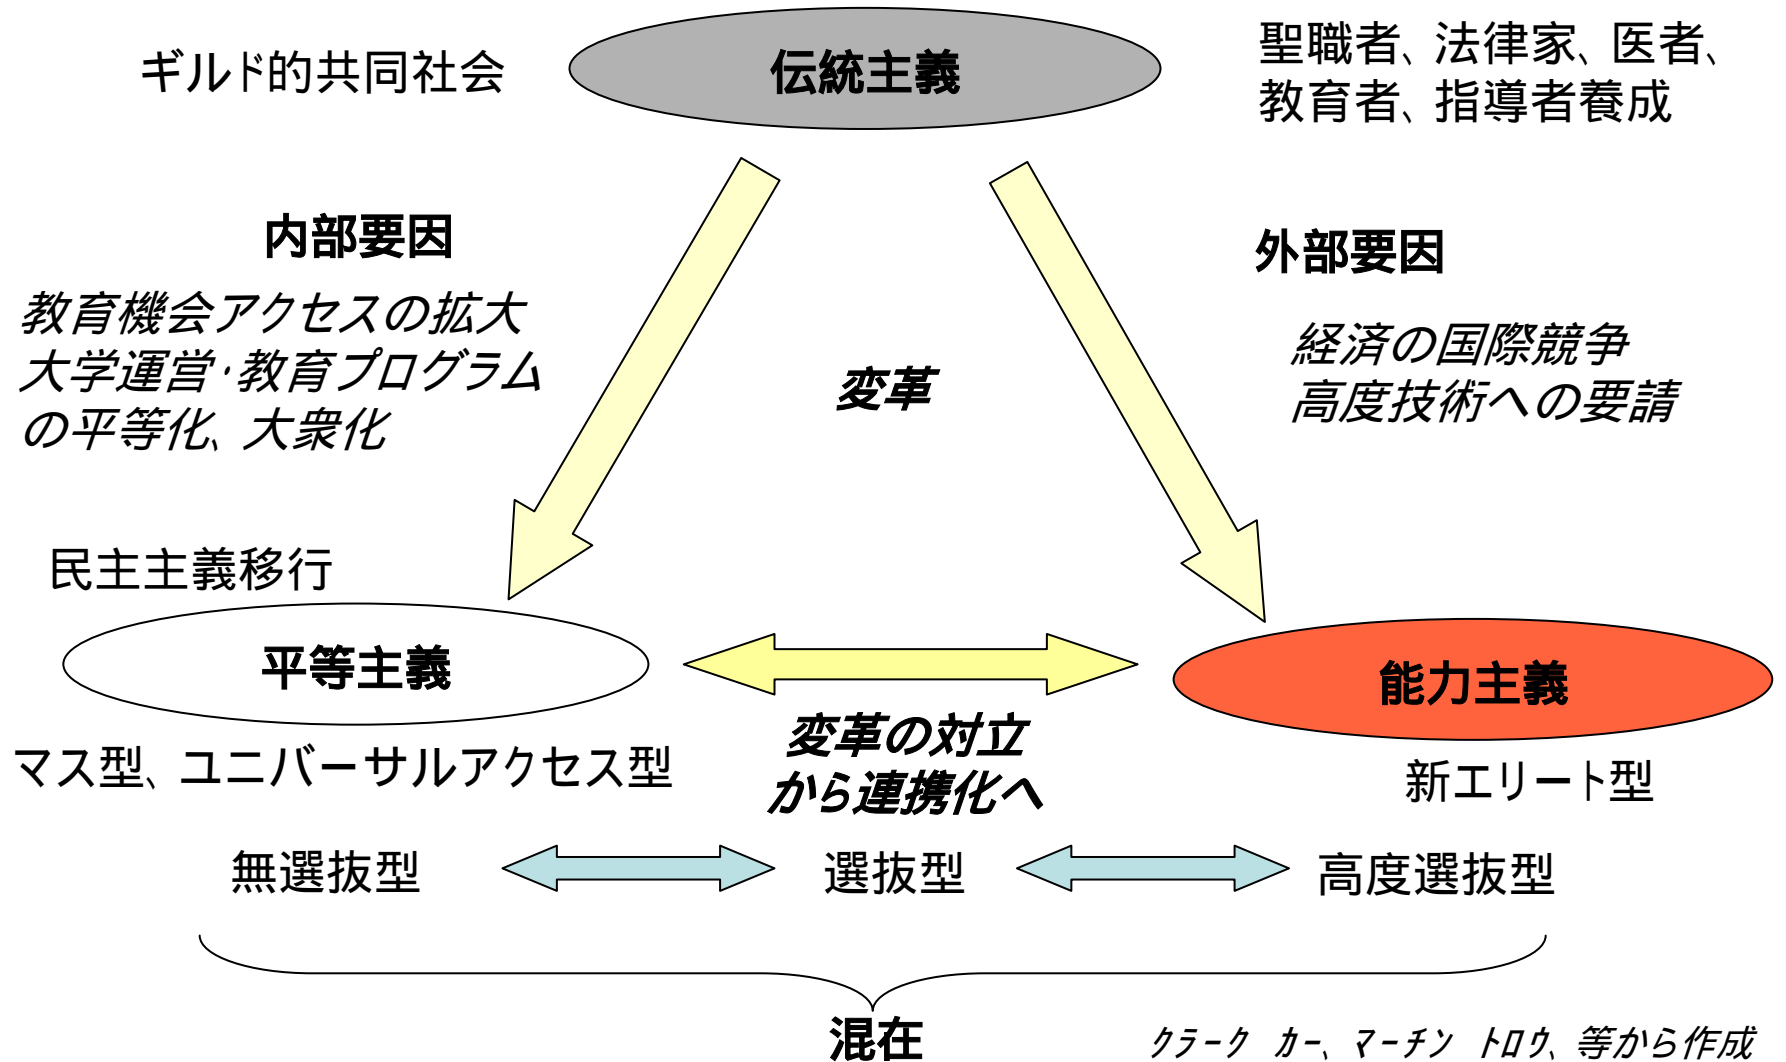 ギルド的共同社会
伝統主義
聖職者、法律家、医者、
教育者、指導者養成
内部要因
外部要因
教育機会アクセスの拡大
大学運営・教育プログラム
の平等化、大衆化
変革
経済の国際競争
高度技術への要請
民主主義移行
平等主義
能力主義
変革の対立
から連携化へ
マス型、ユニバーサルアクセス型
新エリート型
無選抜型
選抜型
高度選抜型
混在
クラーク カー、マーチン トロウ、等から作成